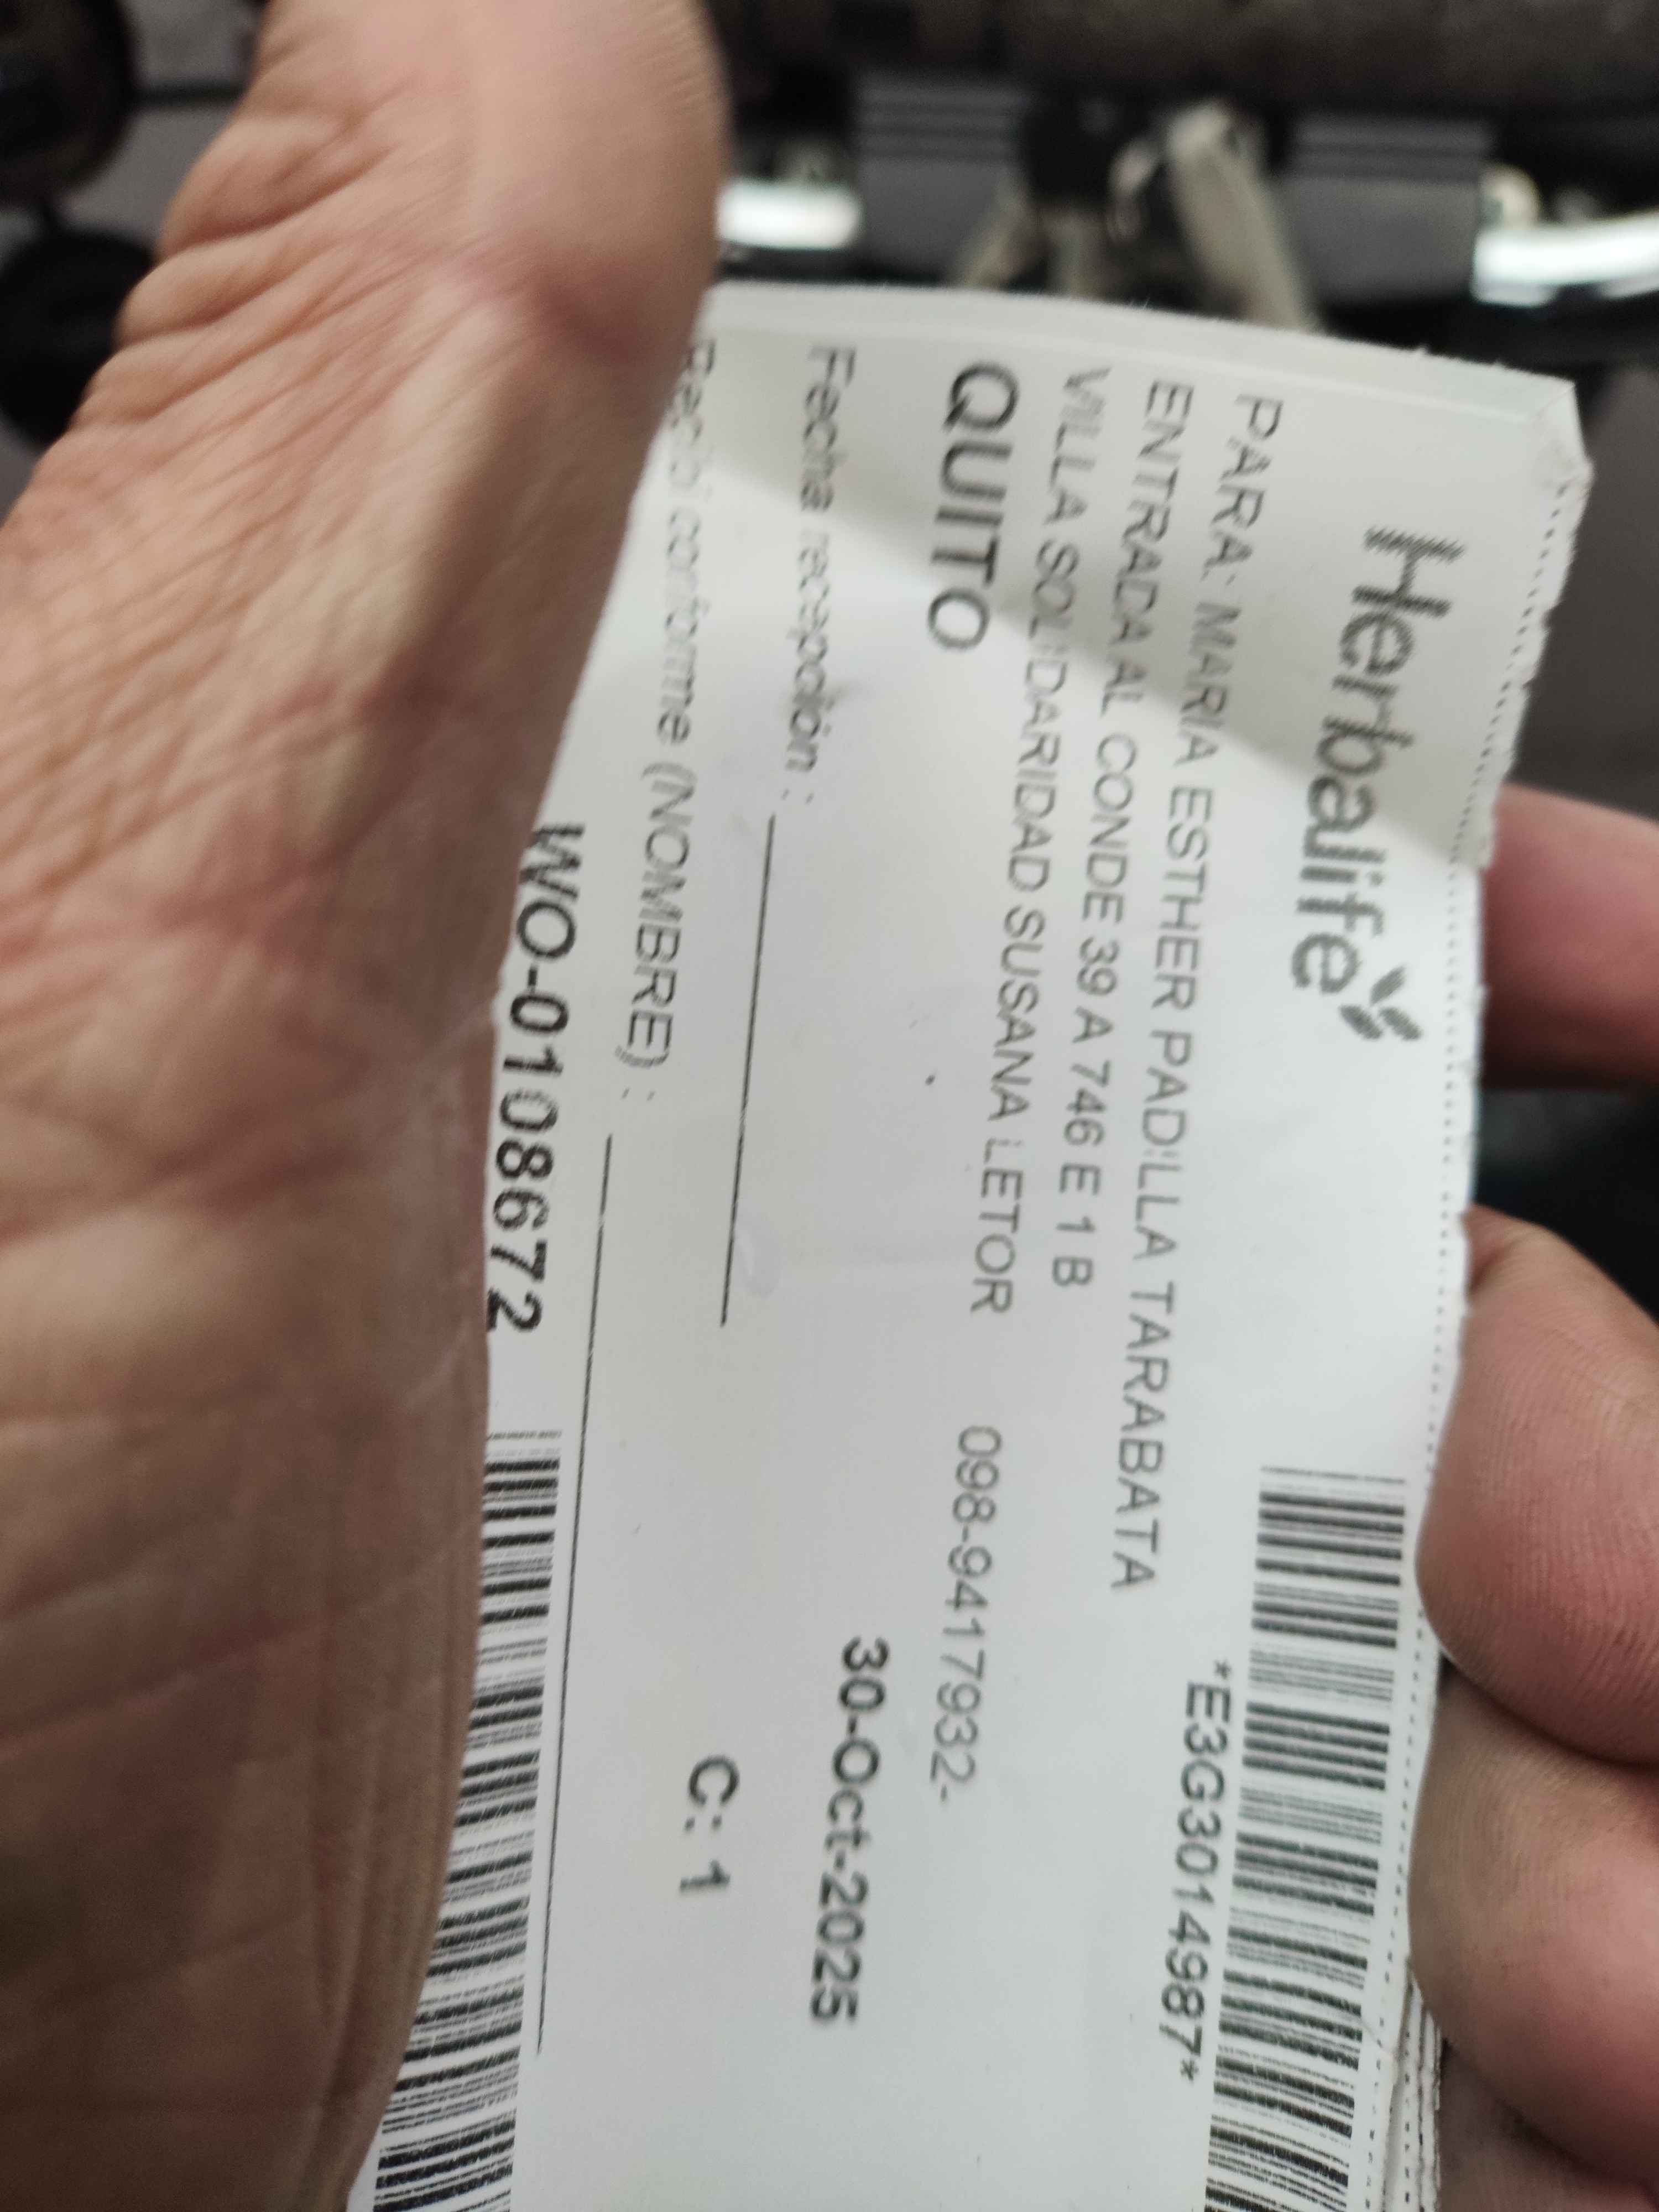 Herbalife
*E3G3014987*
PARA: MARIA ESTHER PADILLA TARABATA
ENTRADA AL CONDE 39 A 746 E 1 B
VILLA SOLIDARIDAD SUSANA LETOR 098-9417932-
QUITO
30-Oct-2025
Fecha recepción :
C: 1
Recibí conforme (NOMBRE) :
WO-0108672